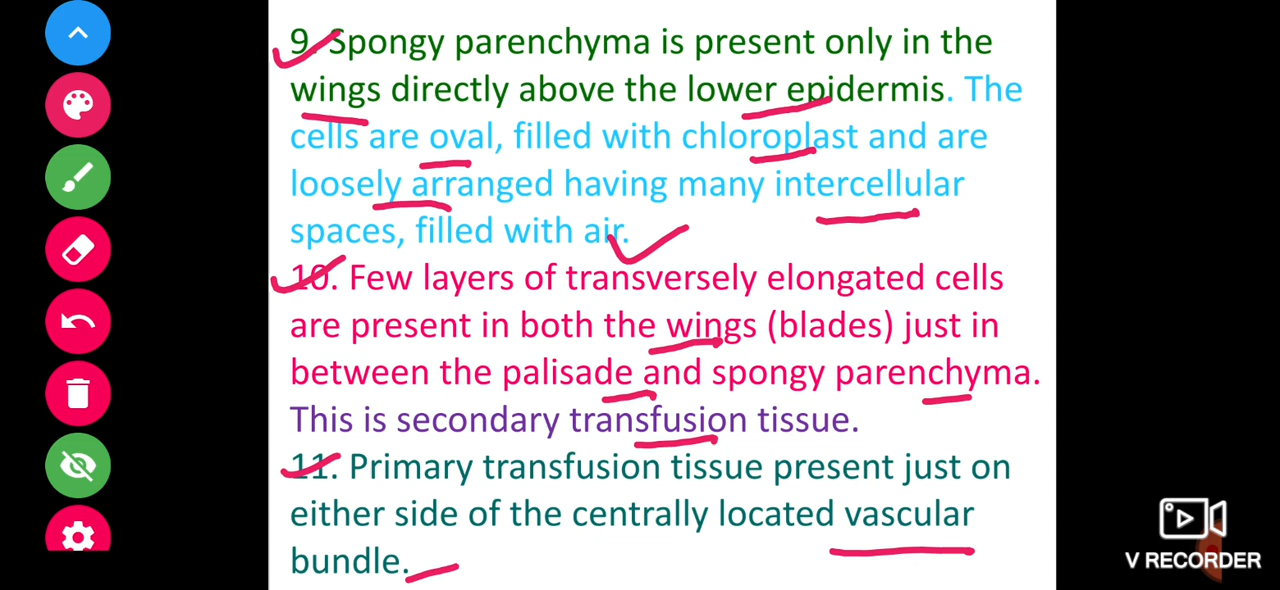 9. Spongy parenchyma is present only in the
wings directly above the lower epidermis. The
cells are oval, filled with chloroplast and are
loosely arranged having many intercellular
spaces, filled with air.
10. Few layers of transversely elongated cells
are present in both the wings (blades) just in
between the palisade and spongy parenchyma.
This is secondary transfusion tissue.
11. Primary transfusion tissue present just on
either side of the centrally located vascular
bundle.
V RECORDER